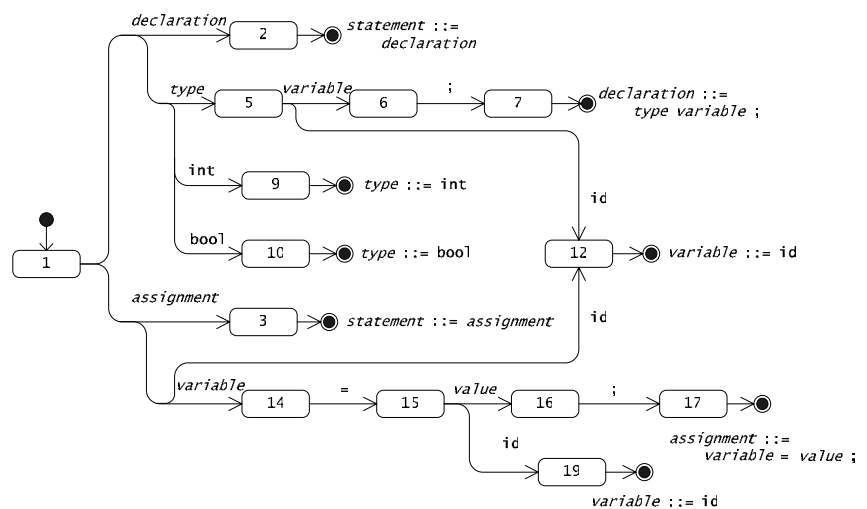 declaration
2
statement ::=
declaration
type
5
variable
6
;
7
declaration ::=
type variable ;
int
9
type ::= int
id
1
bool
10
type ::= bool
12
variable ::= id
assignment
3
statement ::= assignment
id
variable
14
=
15
value
16
;
17
assignment ::=
variable = value ;
id
19
variable ::= id